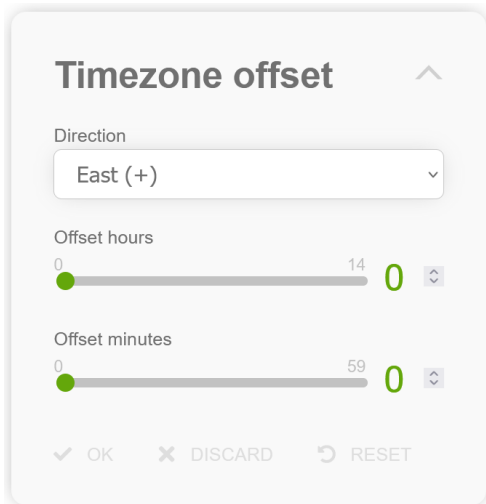 Timezone offset
Direction
East (+)
Offset hours
0 14
0
Offset minutes
0 59
0
OK DISCARD RESET